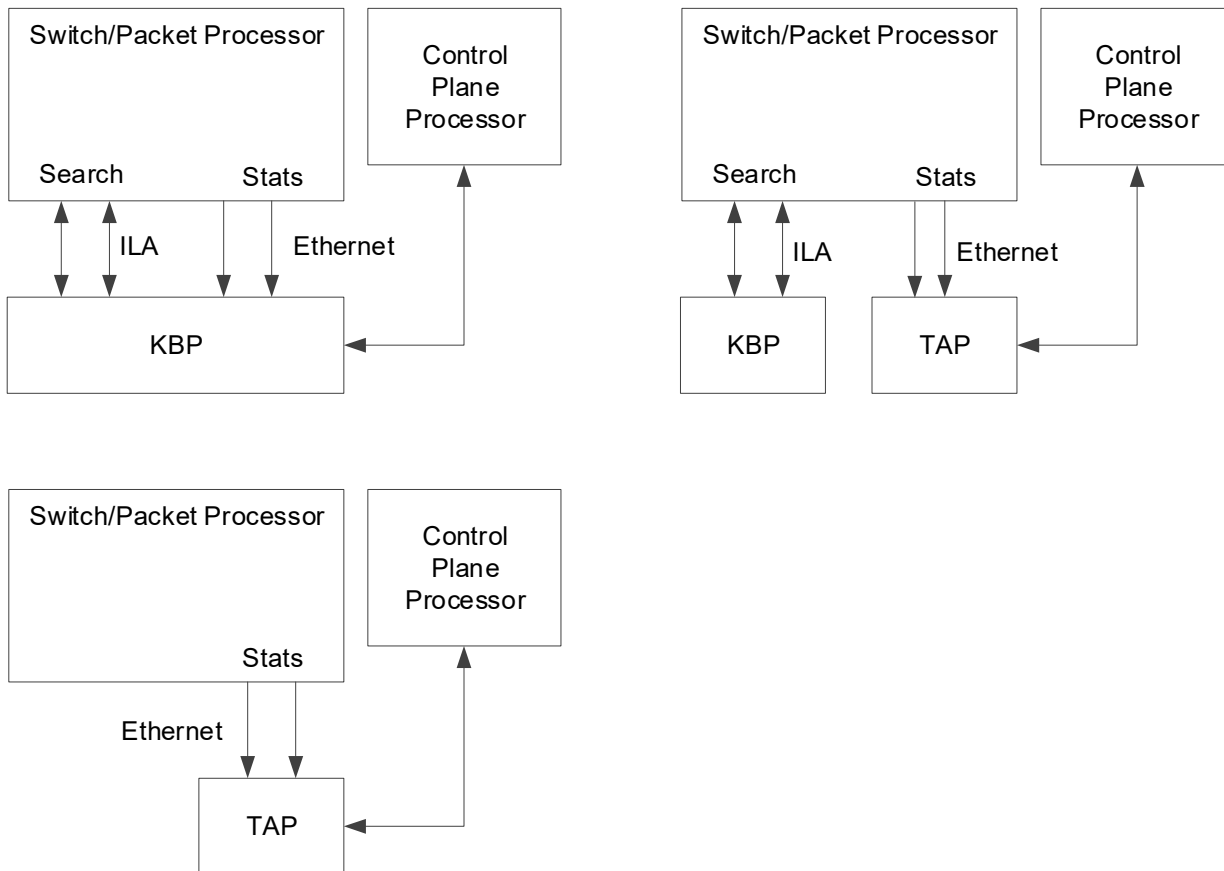 Switch/Packet Processor
Control
Plane
Processor
Search
Stats
ILA
Ethernet
KBP
Switch/Packet Processor
Control
Plane
Processor
Search
Stats
ILA
Ethernet
KBP
TAP
Switch/Packet Processor
Control
Plane
Processor
Stats
Ethernet
TAP